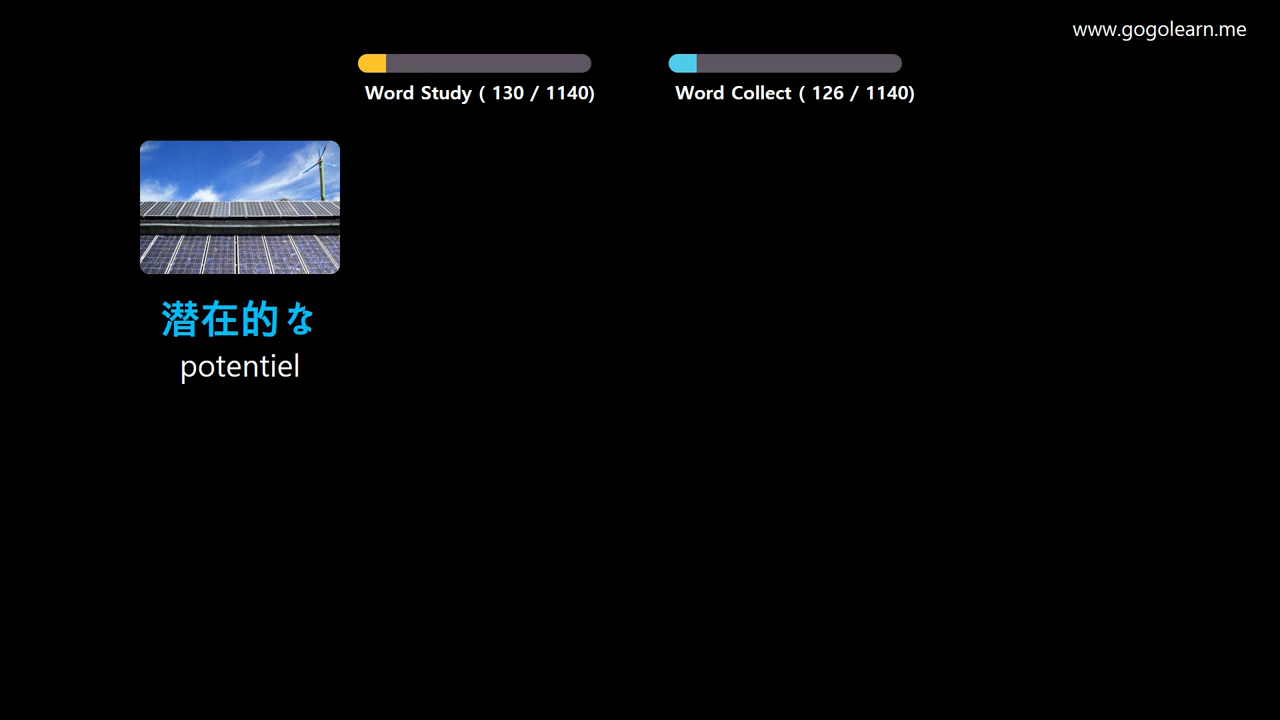 www.gogolearn.me
Word Study ( 130 / 1140)
Word Collect ( 126 / 1140)
潜在的な
potentiel